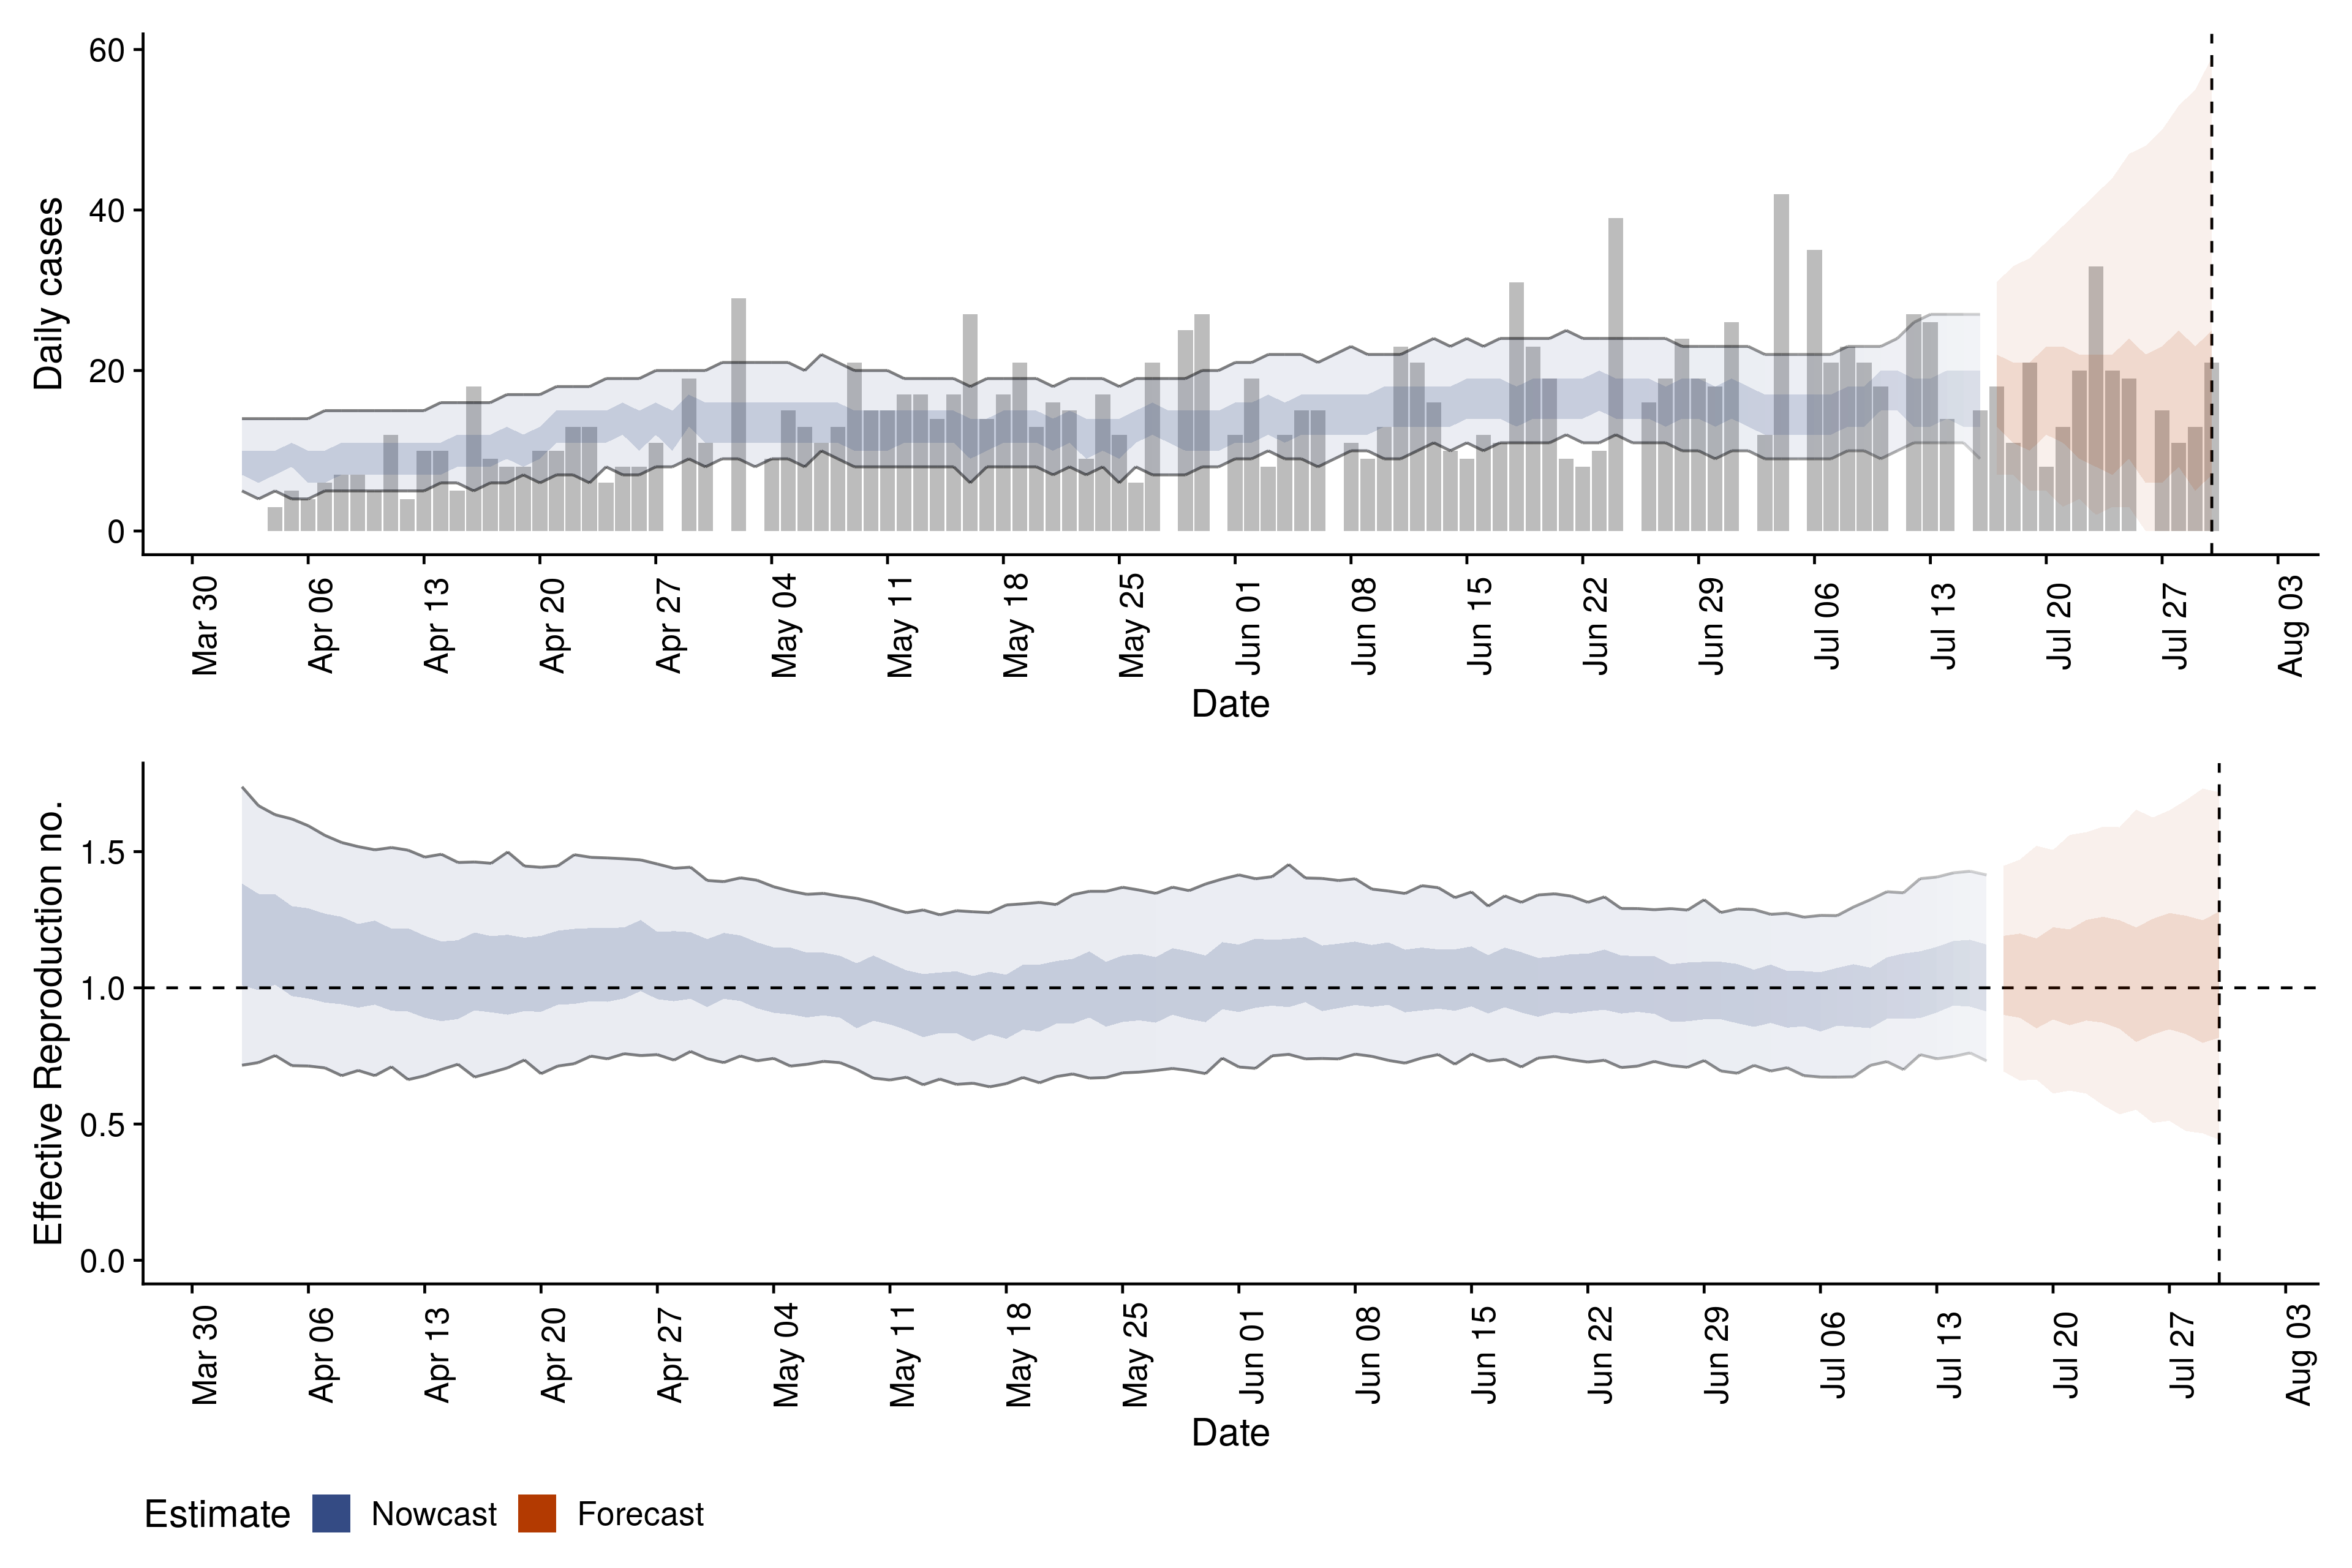 Daily cases
60
40
20
0
Mar 30
Apr 06
Apr 13
Apr 20
Apr 27
May 04
May 11
May 18
May 25
Jun 01
Jun 08
Jun 15
Jun 22
Jun 29
Jul 06
Jul 13
Jul 20
Jul 27
Aug 03
Date
Effective Reproduction no.
1.5
1.0
0.5
0.0
Mar 30
Apr 06
Apr 13
Apr 20
Apr 27
May 04
May 11
May 18
May 25
Jun 01
Jun 08
Jun 15
Jun 22
Jun 29
Jul 06
Jul 13
Jul 20
Jul 27
Aug 03
Date
Estimate Nowcast Forecast